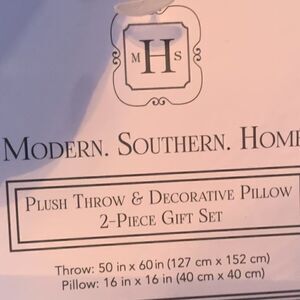 M H S
MODERN. SOUTHERN. HOME
PLUSH THROW & DECORATIVE PILLOW
2-PIECE GIFT SET
Throw: 50 in x 60 in (127 cm x 152 cm)
Pillow: 16 in x 16 in (40 cm x 40 cm)